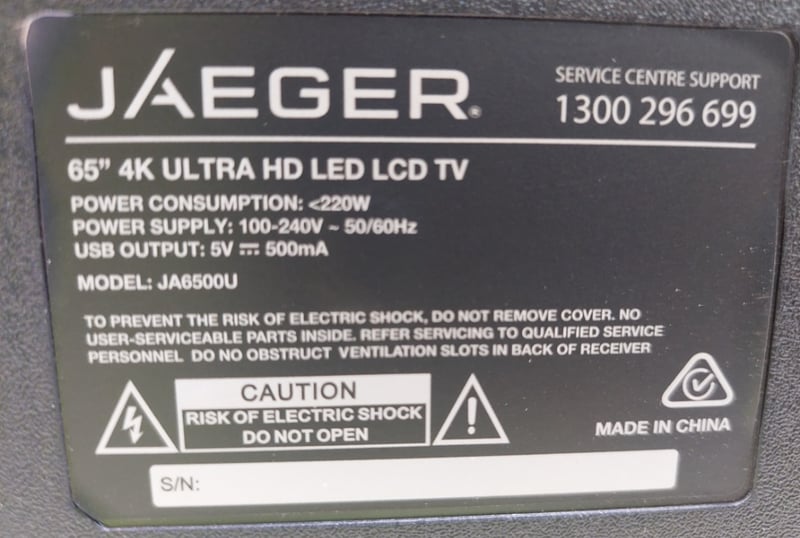 JAEGER®
SERVICE CENTRE SUPPORT
1300 296 699
65” 4K ULTRA HD LED LCD TV
POWER CONSUMPTION: <220W
POWER SUPPLY: 100-240V ~ 50/60Hz
USB OUTPUT: 5V ⎓ 500mA
MODEL: JA6500U
TO PREVENT THE RISK OF ELECTRIC SHOCK, DO NOT REMOVE COVER. NO
USER-SERVICEABLE PARTS INSIDE. REFER SERVICING TO QUALIFIED SERVICE
PERSONNEL DO NO OBSTRUCT VENTILATION SLOTS IN BACK OF RECEIVER
CAUTION
RISK OF ELECTRIC SHOCK
DO NOT OPEN
MADE IN CHINA
S/N: